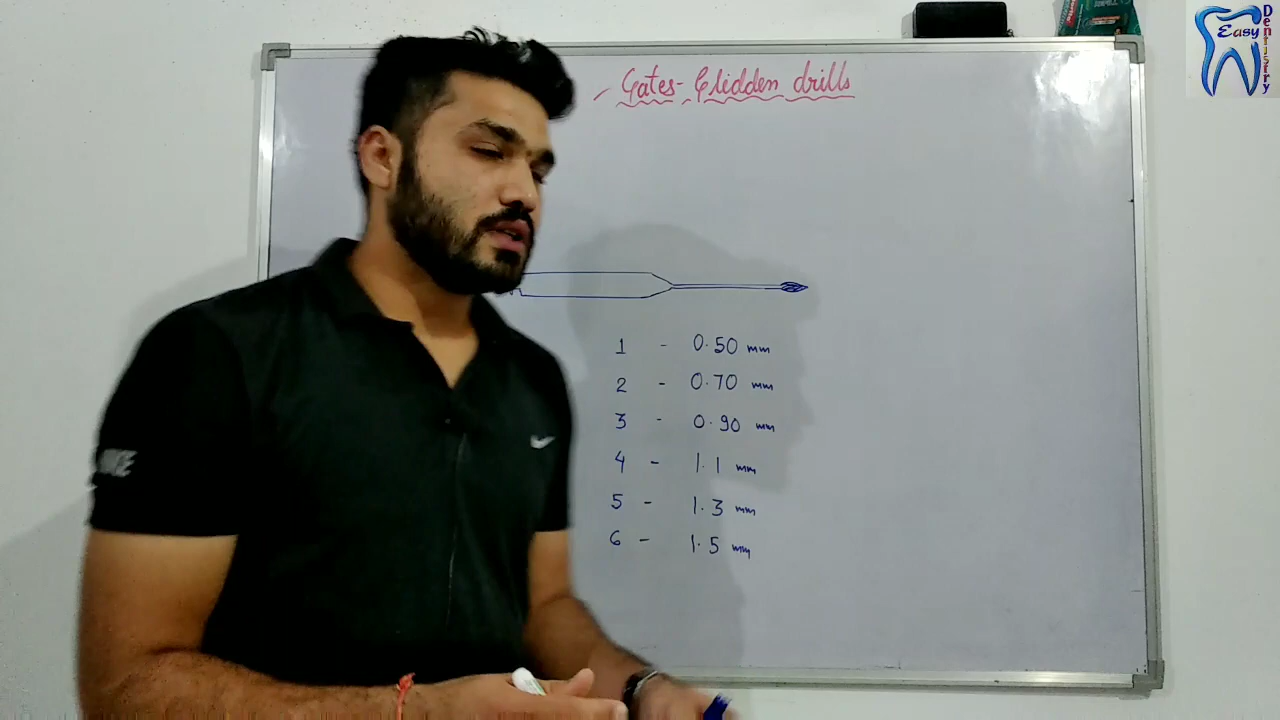 Gates-Glidden drills
1 - 0.50 mm
2 - 0.70 mm
3 - 0.90 mm
4 - 1.1 mm
5 - 1.3 mm
6 - 1.5 mm
Easy
Dentistry